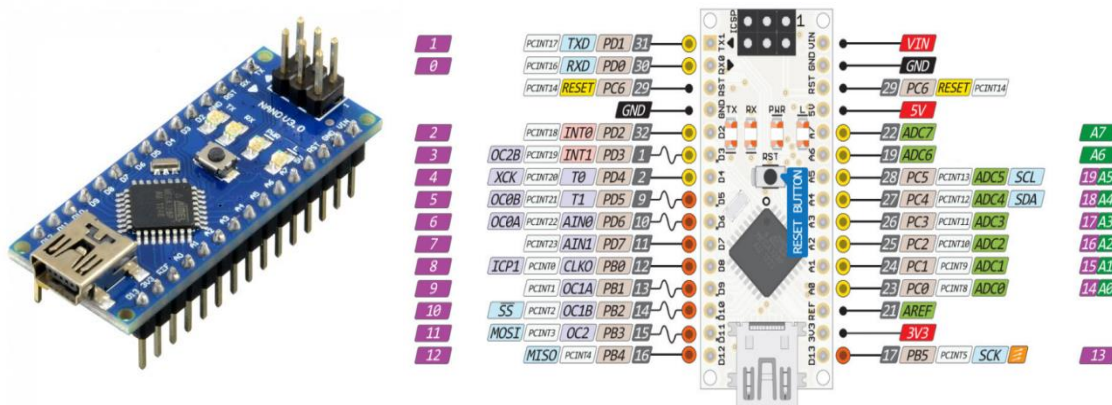 NANO V3.0
TX
RX
PWR
RST
ICSP
1
1 PCINT17 TXD PD1 31 TX1 VIN VIN
0 PCINT16 RXD PD0 30 RX0 GND GND
PCINT14 RESET PC6 29 RST RST 29 PC6 RESET PCINT14
GND GND 5V 5V
TX RX PWR L
2 PCINT18 INT0 PD2 32 D2 A7 22 ADC7 A7
3 OC2B PCINT19 INT1 PD3 1 D3 A6 19 ADC6 A6
RST
RESET BUTTON
4 XCK PCINT20 T0 PD4 2 D4 A5 28 PC5 PCINT13 ADC5 SCL 19 A5
5 OC0B PCINT21 T1 PD5 9 D5 A4 27 PC4 PCINT12 ADC4 SDA 18 A4
6 OC0A PCINT22 AIN0 PD6 10 D6 A3 26 PC3 PCINT11 ADC3 17 A3
7 PCINT23 AIN1 PD7 11 D7 A2 25 PC2 PCINT10 ADC2 16 A2
8 ICP1 PCINT0 CLKO PB0 12 D8 A1 24 PC1 PCINT9 ADC1 15 A1
9 PCINT1 OC1A PB1 13 D9 A0 23 PC0 PCINT8 ADC0 14 A0
10 SS PCINT2 OC1B PB2 14 D10 REF 21 AREF
11 MOSI PCINT3 OC2 PB3 15 D11 3V3 3V3
12 MISO PCINT4 PB4 16 D12 D13 17 PB5 PCINT5 SCK 13